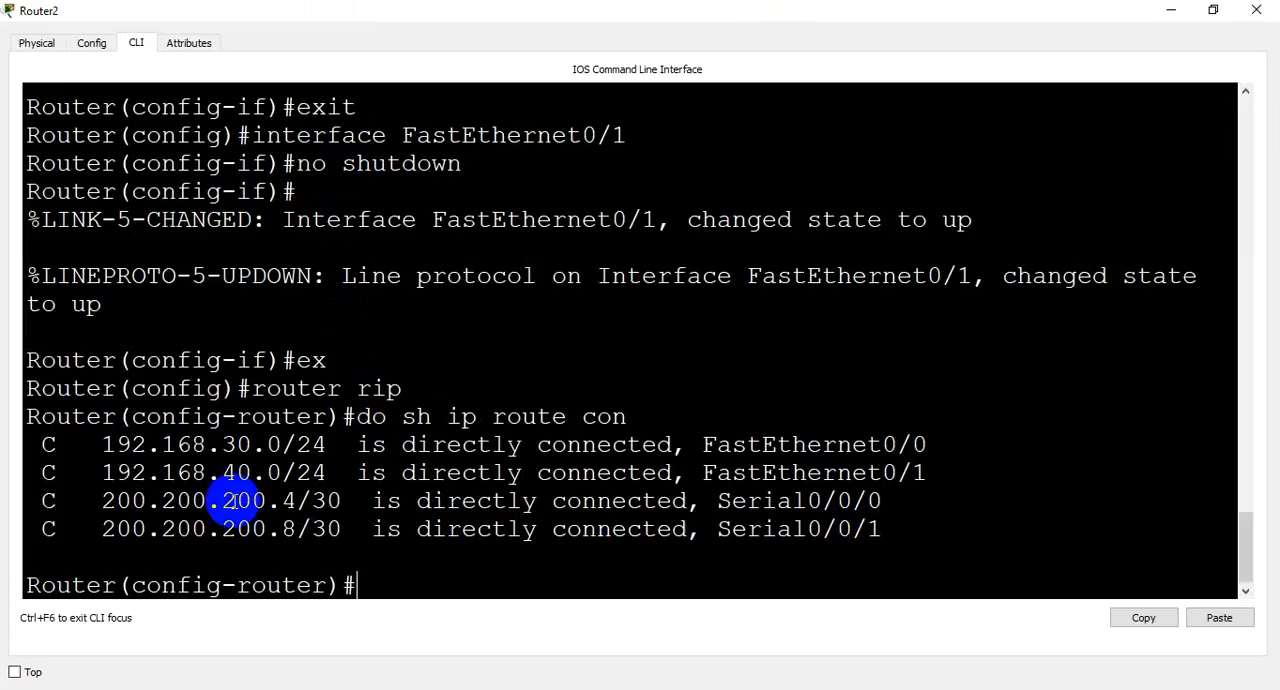 Router2
Physical Config CLI Attributes
IOS Command Line Interface
Router(config-if)#exit
Router(config)#interface FastEthernet0/1
Router(config-if)#no shutdown
Router(config-if)#
%LINK-5-CHANGED: Interface FastEthernet0/1, changed state to up
%LINEPROTO-5-UPDOWN: Line protocol on Interface FastEthernet0/1, changed state
to up
Router(config-if)#ex
Router(config)#router rip
Router(config-router)#do sh ip route con
C 192.168.30.0/24 is directly connected, FastEthernet0/0
C 192.168.40.0/24 is directly connected, FastEthernet0/1
C 200.200.200.4/30 is directly connected, Serial0/0/0
C 200.200.200.8/30 is directly connected, Serial0/0/1
Router(config-router)#
Ctrl+F6 to exit CLI focus
Copy Paste
Top